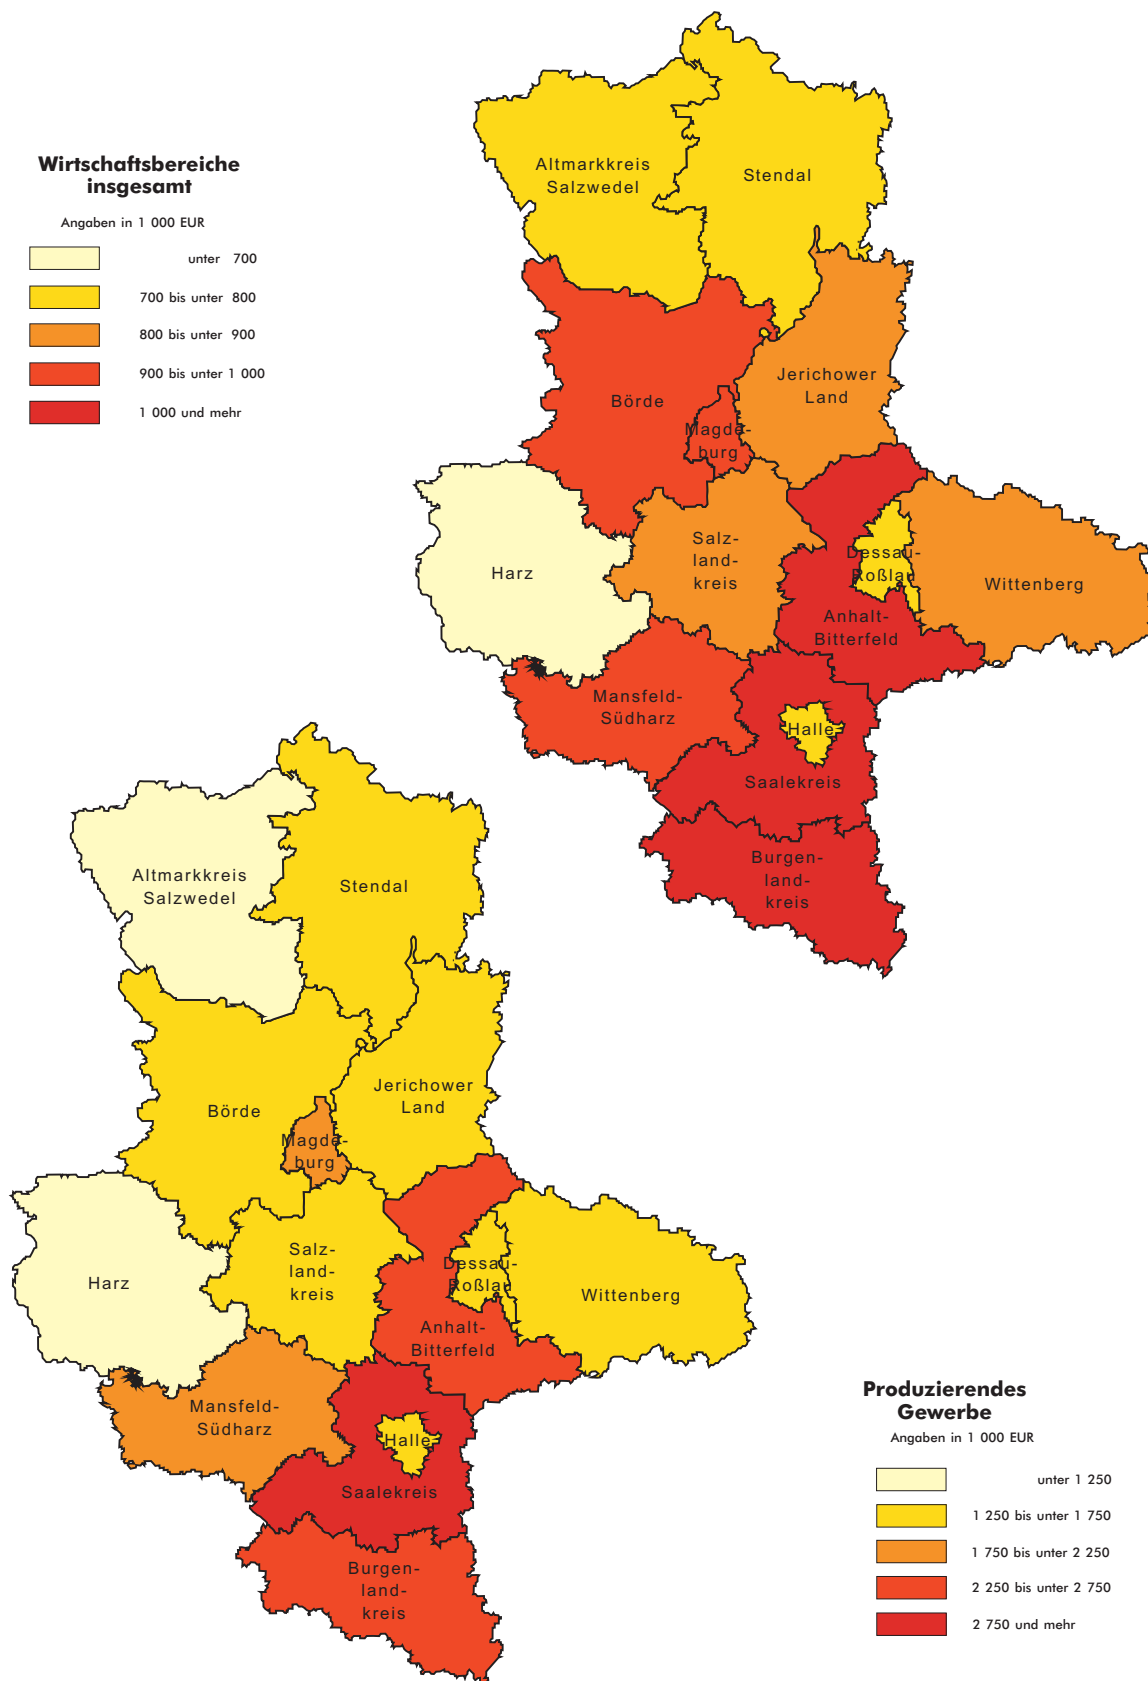 Wirtschaftsbereiche
insgesamt
Angaben in 1 000 EUR
unter 700
700 bis unter 800
800 bis unter 900
900 bis unter 1 000
1 000 und mehr
Altmarkkreis
Salzwedel
Stendal
Jerichower
Land
Börde
Magde-
burg
Salz-
land-
kreis
Harz
Dessau-
Roßlau
Wittenberg
Anhalt-
Bitterfeld
Mansfeld-
Südharz
Halle
Saalekreis
Burgen-
land-
kreis
Altmarkkreis
Salzwedel
Stendal
Jerichower
Land
Börde
Magde-
burg
Salz-
land-
kreis
Harz
Dessau-
Roßlau
Wittenberg
Anhalt-
Bitterfeld
Mansfeld-
Südharz
Halle
Saalekreis
Burgen-
land-
kreis
Produzierendes
Gewerbe
Angaben in 1 000 EUR
unter 1 250
1 250 bis unter 1 750
1 750 bis unter 2 250
2 250 bis unter 2 750
2 750 und mehr